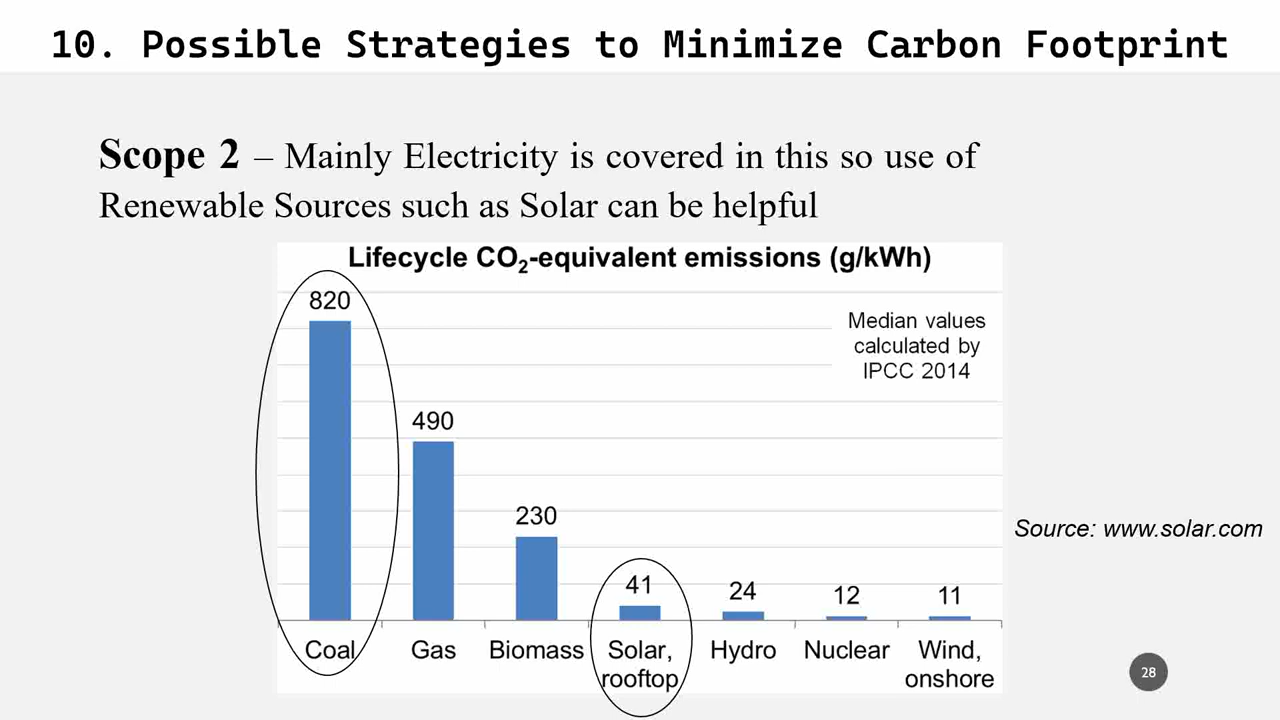 10. Possible Strategies to Minimize Carbon Footprint
Scope 2 – Mainly Electricity is covered in this so use of
Renewable Sources such as Solar can be helpful
Lifecycle CO₂-equivalent emissions (g/kWh)
820
490
230
41
24
12
11
Median values
calculated by
IPCC 2014
Coal
Gas
Biomass
Solar,
rooftop
Hydro
Nuclear
Wind,
onshore
Source: www.solar.com
28